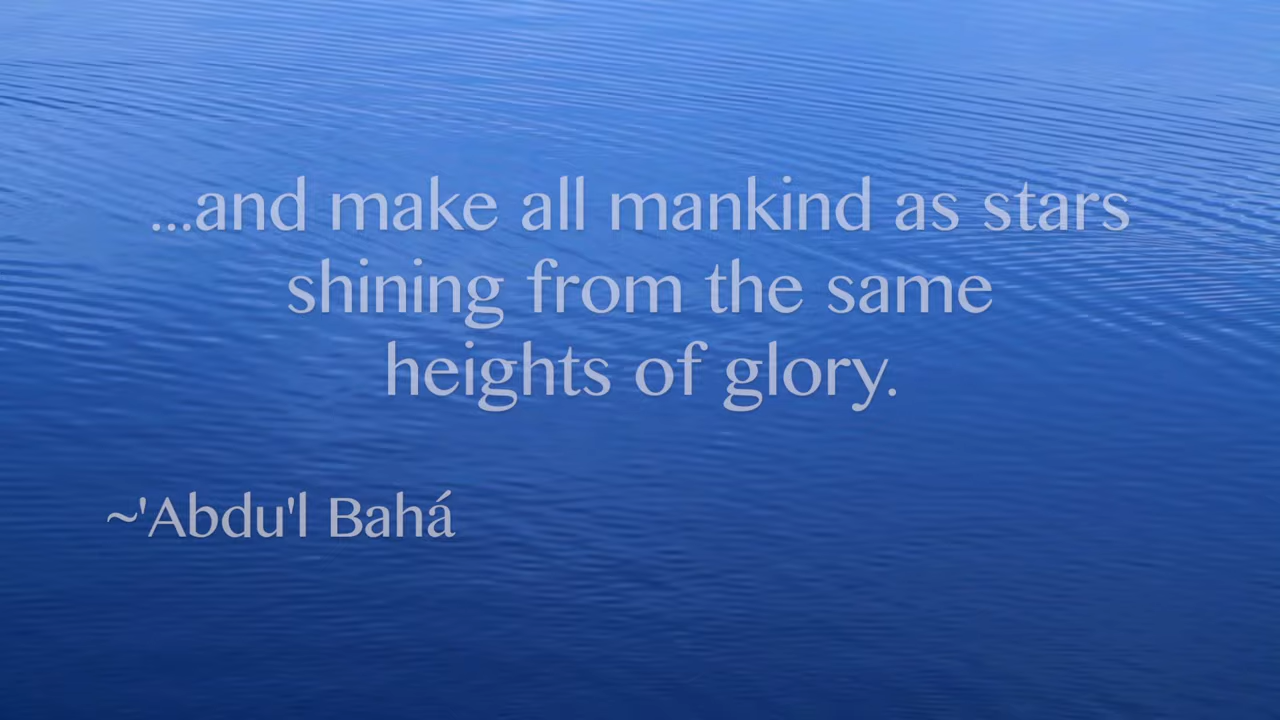 ...and make all mankind as stars
shining from the same
heights of glory.
~'Abdu'l Bahá